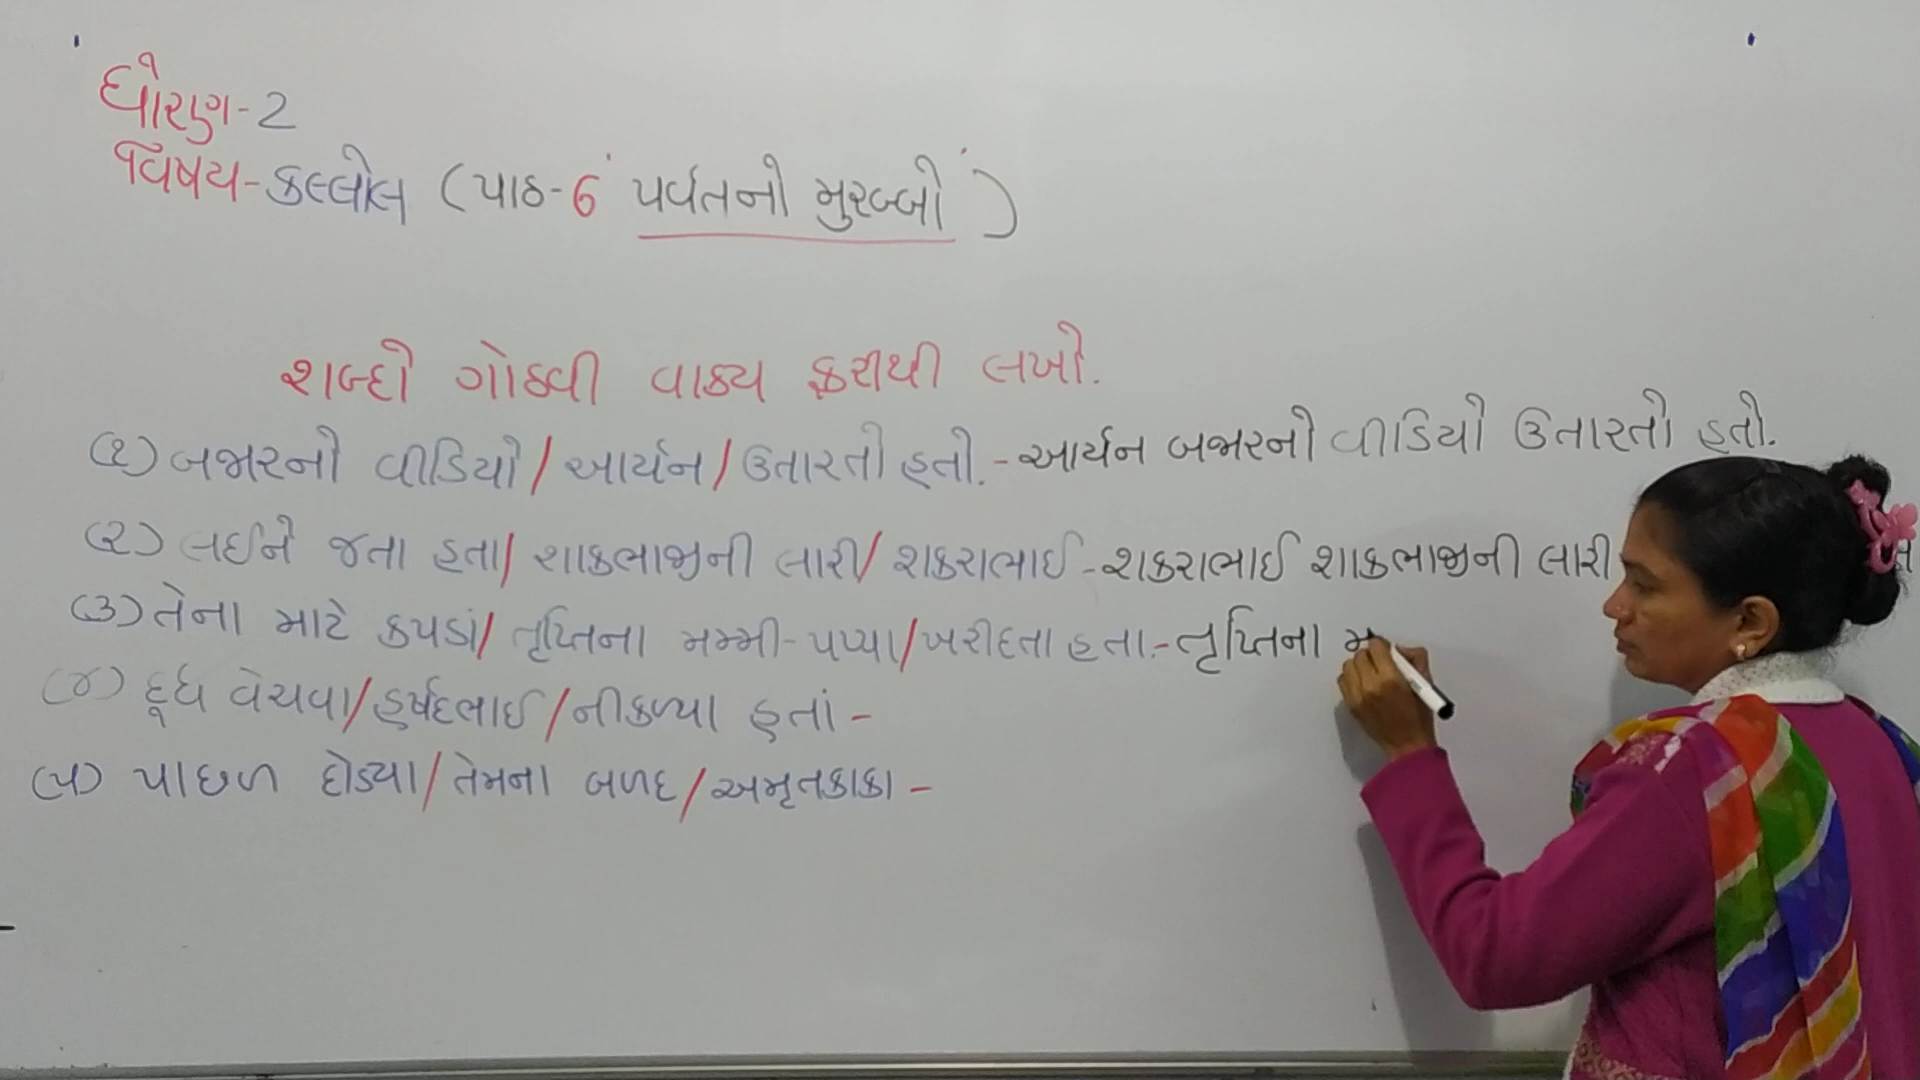 ધોરણ-2
વિષય-કલ્લોલ (પાઠ-6 પર્વતનો મુરબ્બો)
શબ્દો ગોઠવી વાક્ય ફરીથી લખો.
(૧) બજારનો વીડિયો/આર્યન/ઉતારતો હતો.-આર્યન બજારનો વીડિયો ઉતારતો હતો.
(૨) લઈને જતા હતા/શાકભાજીની લારી/શકરાભાઈ-શકરાભાઈ શાકભાજીની લારી
(૩) તેના માટે કપડાં/તૃપ્તિના મમ્મી-પપ્પા/ખરીદતા હતા.-તૃપ્તિના મ
(૪) દૂધ વેચવા/હર્ષદભાઈ/નીકળ્યા હતાં-
(૫) પાછળ દોડ્યા/તેમના બળદ/અમૃતકાકા-